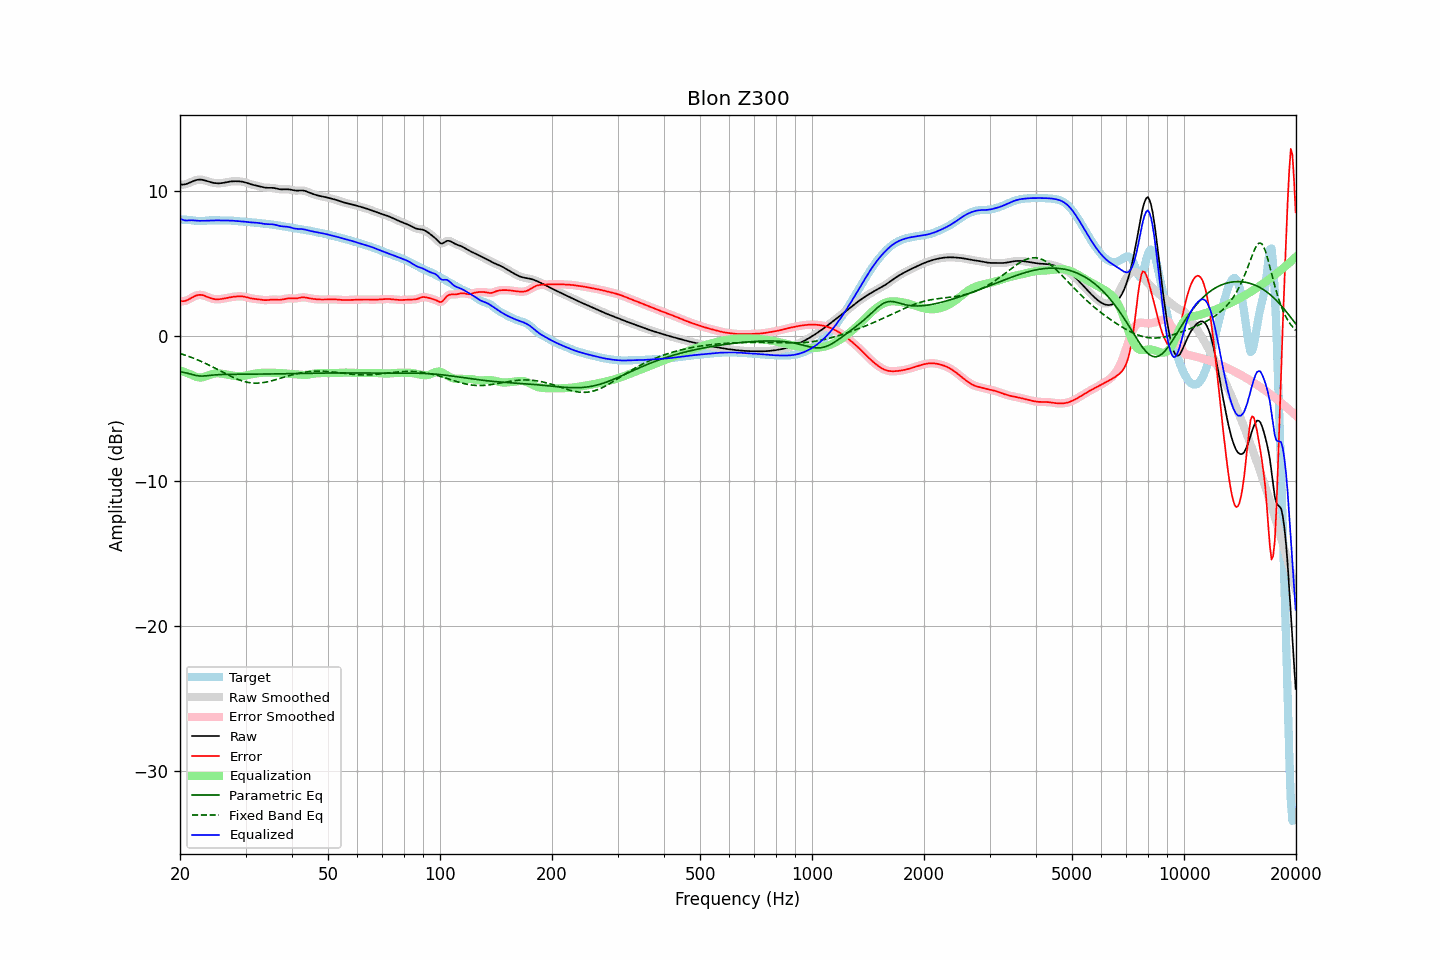 Blon Z300
Amplitude (dBr)
10
0
−10
−20
−30
Target
Raw Smoothed
Error Smoothed
Raw
Error
Equalization
Parametric Eq
Fixed Band Eq
Equalized
20 50 100 200 500 1000 2000 5000 10000 20000
Frequency (Hz)